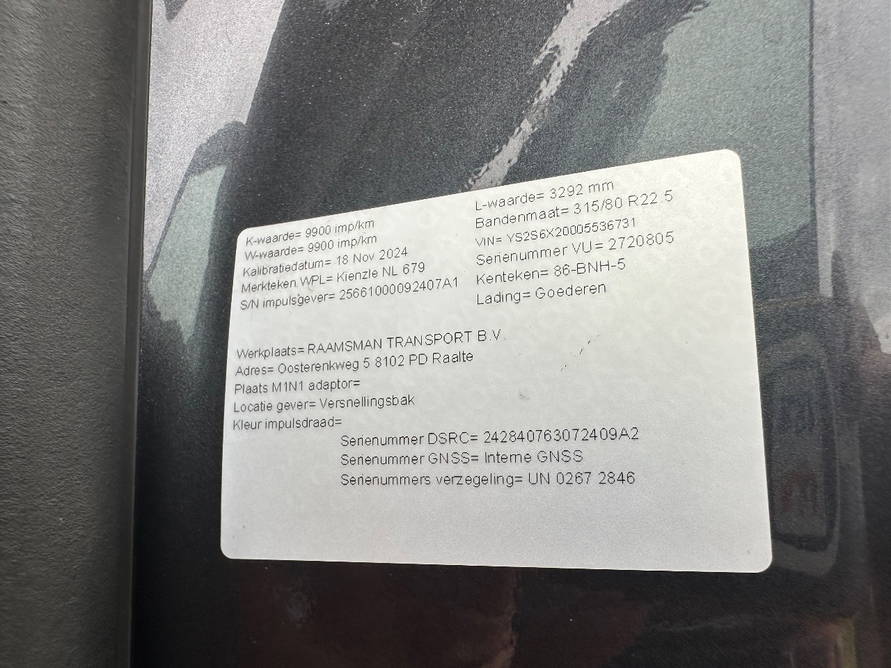 K-waarde= 9900 imp/km
W-waarde= 9900 imp/km
Kalibratiedatum= 18 Nov 2024
Merkteken WPL= Kienzle NL 679
S/N impulsgever= 25661000092407A1
L-waarde= 3292 mm
Bandenmaat= 315/80 R22.5
VIN= YS2S6X20005536731
Serienummer VU= 2720805
Kenteken= 86-BNH-5
Lading= Goederen
Werkplaats= RAAMSMAN TRANSPORT B.V.
Adres= Oosterenkweg 5 8102 PD Raalte
Plaats M1N1 adaptor=
Locatie gever= Versnellingsbak
Kleur impulsdraad=
Serienummer DSRC= 242840763072409A2
Serienummer GNSS= Interne GNSS
Serienummers verzegeling= UN 0267 2846